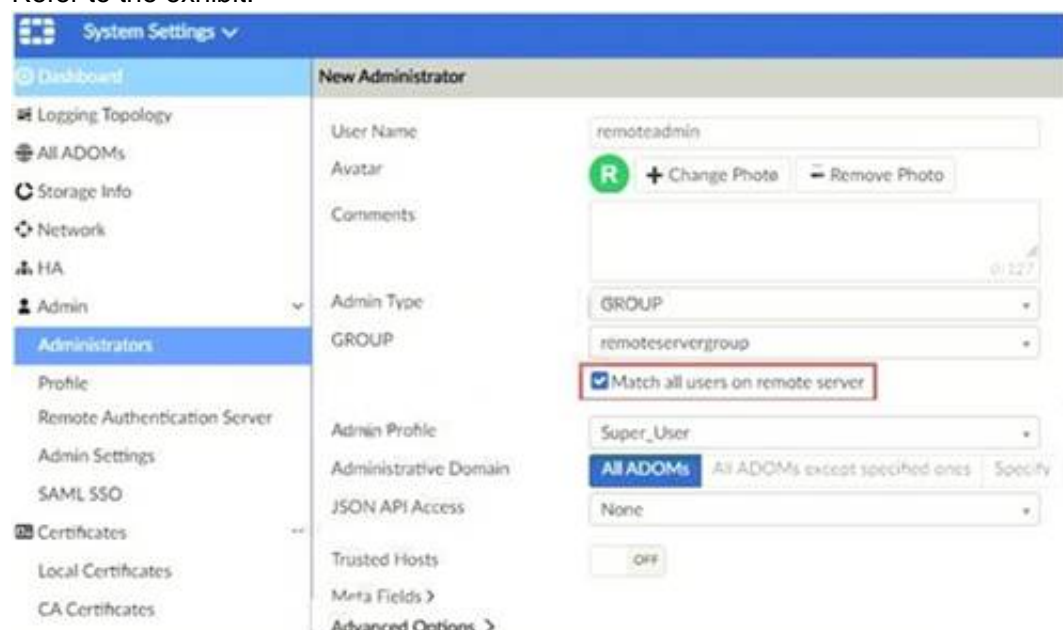 Refer to the exhibit.
System Settings
Dashboard
New Administrator
Logging Topology
All ADOMs
Storage Info
Network
HA
Admin
Administrators
Profile
Remote Authentication Server
Admin Settings
SAML SSO
Certificates
Local Certificates
CA Certificates
User Name
remoteadmin
Avatar
R
+ Change Photo
− Remove Photo
Comments
0/127
Admin Type
GROUP
GROUP
remoteservergroup
Match all users on remote server
Admin Profile
Super_User
Administrative Domain
All ADOMs
All ADOMs except specified ones
Specify
JSON API Access
None
Trusted Hosts
OFF
Meta Fields >
Advanced Options >